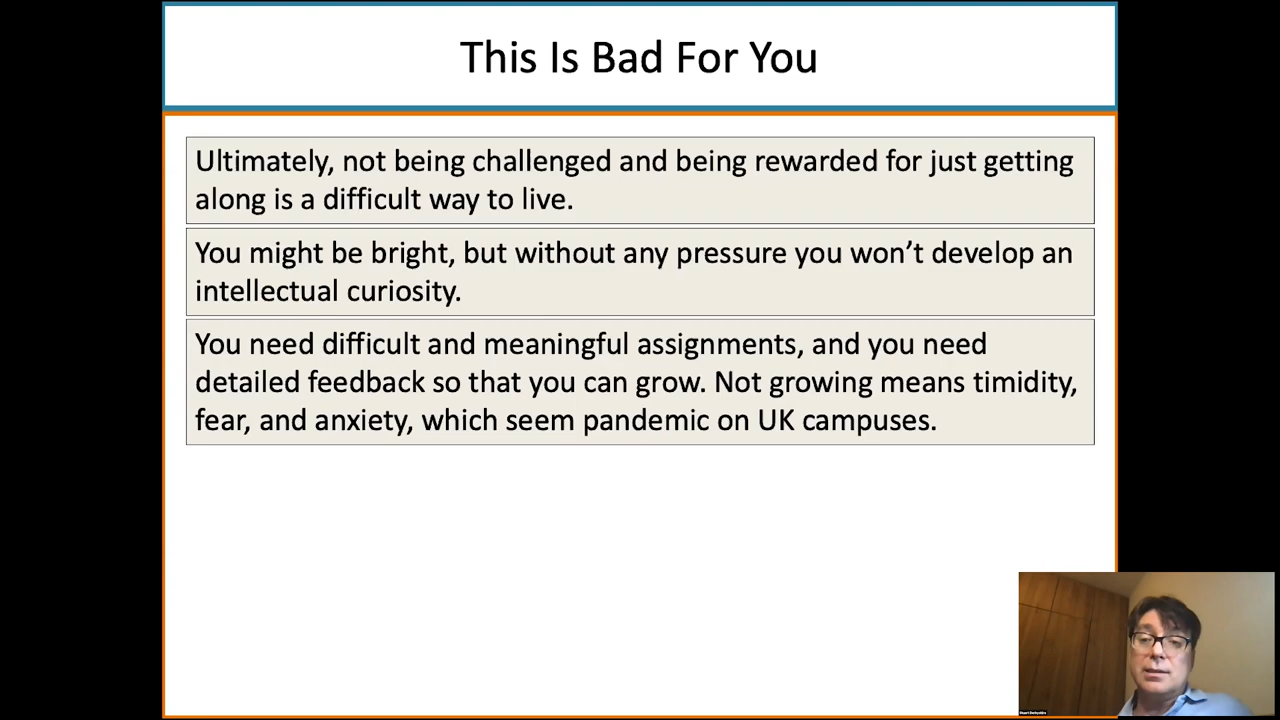 This Is Bad For You
Ultimately, not being challenged and being rewarded for just getting
along is a difficult way to live.
You might be bright, but without any pressure you won’t develop an
intellectual curiosity.
You need difficult and meaningful assignments, and you need
detailed feedback so that you can grow. Not growing means timidity,
fear, and anxiety, which seem pandemic on UK campuses.
Stuart Derbyshire